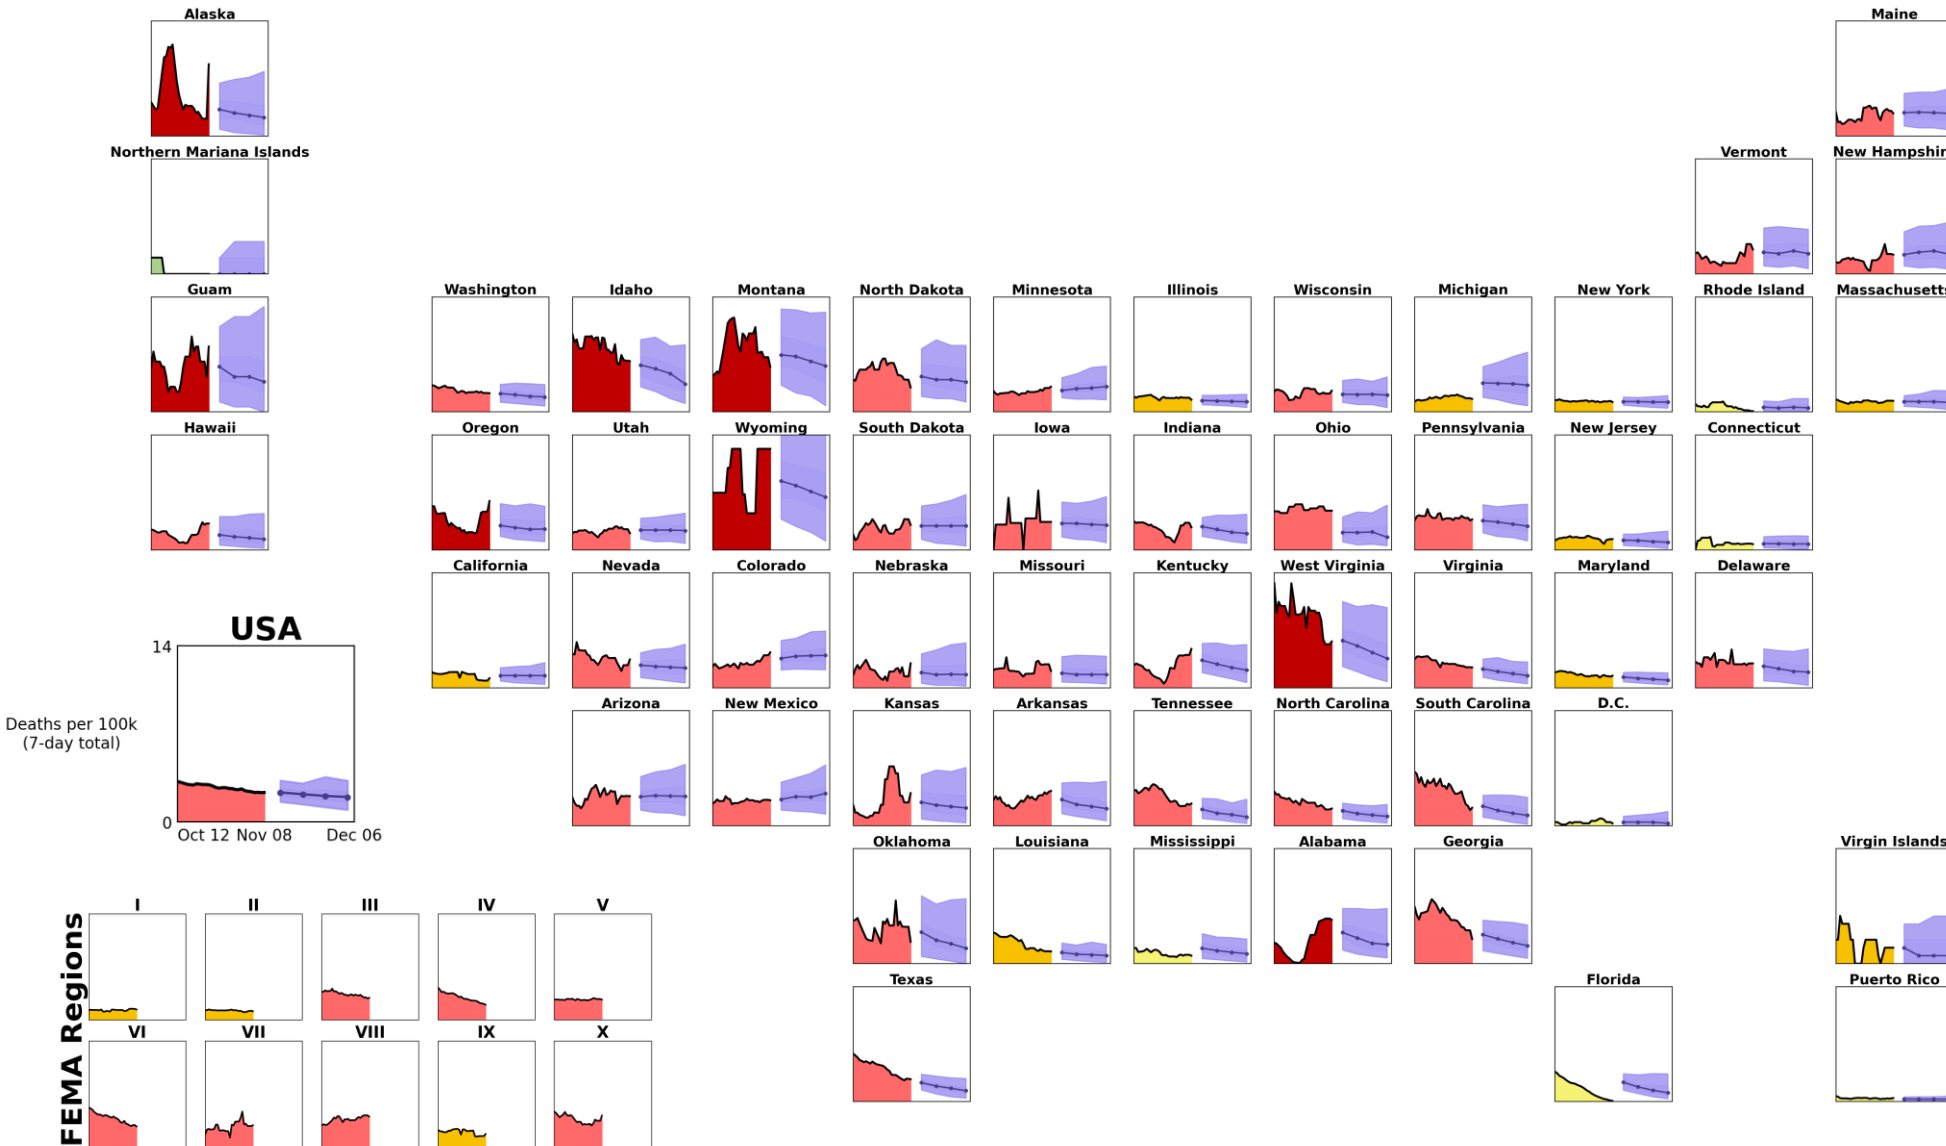 Alaska
Maine
Northern Mariana Islands
Vermont
New Hampshir
Guam
Washington
Idaho
Montana
North Dakota
Minnesota
Illinois
Wisconsin
Michigan
New York
Rhode Island
Massachusetts
Hawaii
Oregon
Utah
Wyoming
South Dakota
Iowa
Indiana
Ohio
Pennsylvania
New Jersey
Connecticut
California
Nevada
Colorado
Nebraska
Missouri
Kentucky
West Virginia
Virginia
Maryland
Delaware
USA
14
Deaths per 100k
(7-day total)
0
Oct 12 Nov 08 Dec 06
Arizona
New Mexico
Kansas
Arkansas
Tennessee
North Carolina
South Carolina
D.C.
Oklahoma
Louisiana
Mississippi
Alabama
Georgia
Virgin Islands
Texas
Florida
Puerto Rico
FEMA Regions
I
II
III
IV
V
VI
VII
VIII
IX
X